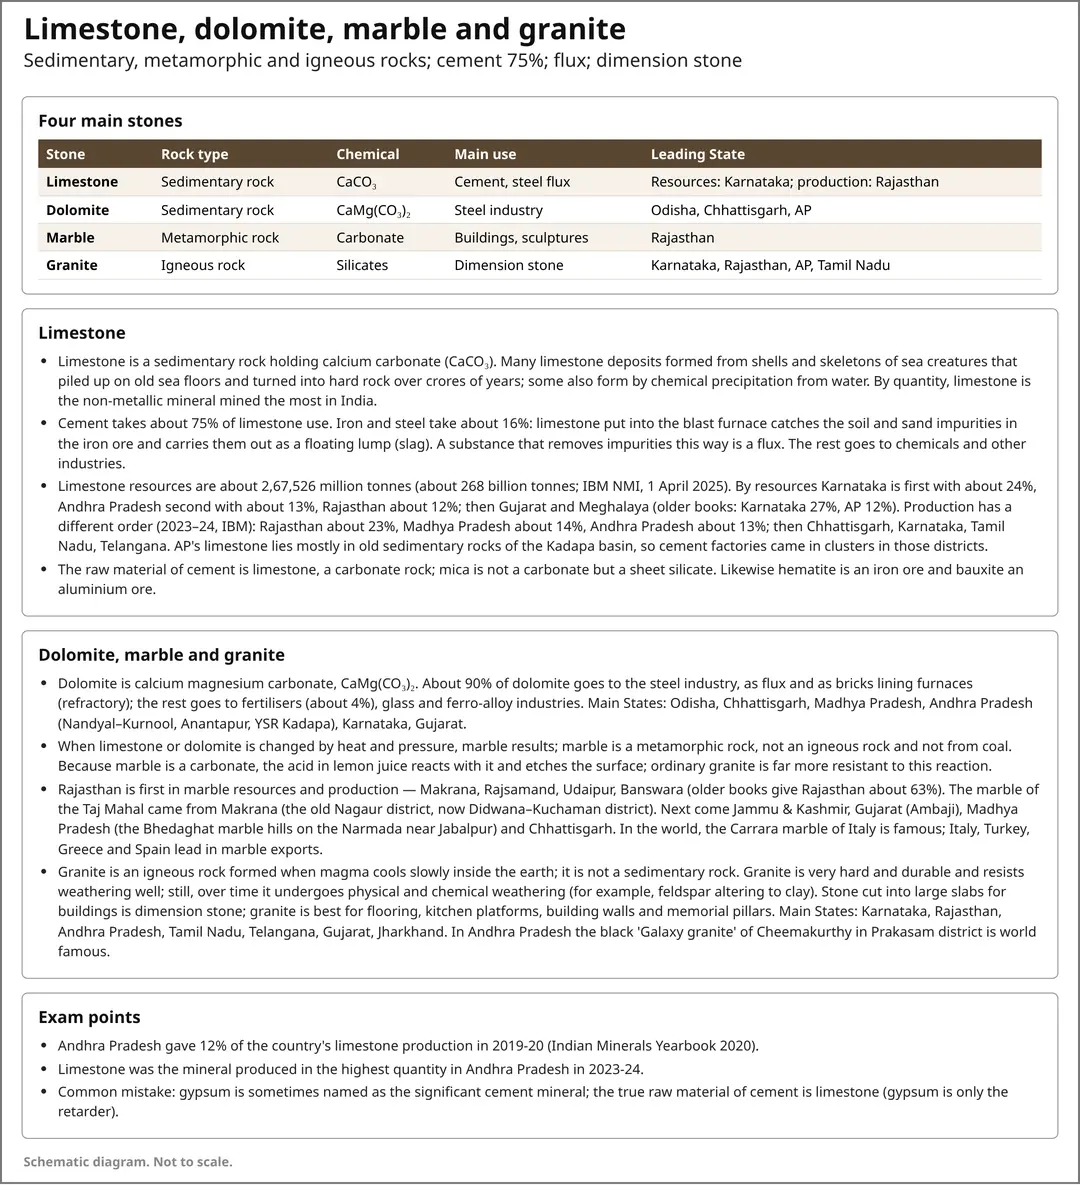 Limestone, dolomite, marble and granite
Sedimentary, metamorphic and igneous rocks; cement 75%; flux; dimension stone
Four main stones
Stone Rock type Chemical Main use Leading State
Limestone Sedimentary rock CaCO₃ Cement, steel flux Resources: Karnataka; production: Rajasthan
Dolomite Sedimentary rock CaMg(CO₃)₂ Steel industry Odisha, Chhattisgarh, AP
Marble Metamorphic rock Carbonate Buildings, sculptures Rajasthan
Granite Igneous rock Silicates Dimension stone Karnataka, Rajasthan, AP, Tamil Nadu
Limestone
• Limestone is a sedimentary rock holding calcium carbonate (CaCO₃). Many limestone deposits formed from shells and skeletons of sea creatures that
piled up on old sea floors and turned into hard rock over crores of years; some also form by chemical precipitation from water. By quantity, limestone is
the non-metallic mineral mined the most in India.
• Cement takes about 75% of limestone use. Iron and steel take about 16%: limestone put into the blast furnace catches the soil and sand impurities in
the iron ore and carries them out as a floating lump (slag). A substance that removes impurities this way is a flux. The rest goes to chemicals and other
industries.
• Limestone resources are about 2,67,526 million tonnes (about 268 billion tonnes; IBM NMI, 1 April 2025). By resources Karnataka is first with about 24%,
Andhra Pradesh second with about 13%, Rajasthan about 12%; then Gujarat and Meghalaya (older books: Karnataka 27%, AP 12%). Production has a
different order (2023–24, IBM): Rajasthan about 23%, Madhya Pradesh about 14%, Andhra Pradesh about 13%; then Chhattisgarh, Karnataka, Tamil
Nadu, Telangana. AP's limestone lies mostly in old sedimentary rocks of the Kadapa basin, so cement factories came in clusters in those districts.
• The raw material of cement is limestone, a carbonate rock; mica is not a carbonate but a sheet silicate. Likewise hematite is an iron ore and bauxite an
aluminium ore.
Dolomite, marble and granite
• Dolomite is calcium magnesium carbonate, CaMg(CO₃)₂. About 90% of dolomite goes to the steel industry, as flux and as bricks lining furnaces
(refractory); the rest goes to fertilisers (about 4%), glass and ferro-alloy industries. Main States: Odisha, Chhattisgarh, Madhya Pradesh, Andhra Pradesh
(Nandyal–Kurnool, Anantapur, YSR Kadapa), Karnataka, Gujarat.
• When limestone or dolomite is changed by heat and pressure, marble results; marble is a metamorphic rock, not an igneous rock and not from coal.
Because marble is a carbonate, the acid in lemon juice reacts with it and etches the surface; ordinary granite is far more resistant to this reaction.
• Rajasthan is first in marble resources and production — Makrana, Rajsamand, Udaipur, Banswara (older books give Rajasthan about 63%). The marble of
the Taj Mahal came from Makrana (the old Nagaur district, now Didwana–Kuchaman district). Next come Jammu & Kashmir, Gujarat (Ambaji), Madhya
Pradesh (the Bhedaghat marble hills on the Narmada near Jabalpur) and Chhattisgarh. In the world, the Carrara marble of Italy is famous; Italy, Turkey,
Greece and Spain lead in marble exports.
• Granite is an igneous rock formed when magma cools slowly inside the earth; it is not a sedimentary rock. Granite is very hard and durable and resists
weathering well; still, over time it undergoes physical and chemical weathering (for example, feldspar altering to clay). Stone cut into large slabs for
buildings is dimension stone; granite is best for flooring, kitchen platforms, building walls and memorial pillars. Main States: Karnataka, Rajasthan,
Andhra Pradesh, Tamil Nadu, Telangana, Gujarat, Jharkhand. In Andhra Pradesh the black 'Galaxy granite' of Cheemakurthy in Prakasam district is world
famous.
Exam points
• Andhra Pradesh gave 12% of the country's limestone production in 2019-20 (Indian Minerals Yearbook 2020).
• Limestone was the mineral produced in the highest quantity in Andhra Pradesh in 2023-24.
• Common mistake: gypsum is sometimes named as the significant cement mineral; the true raw material of cement is limestone (gypsum is only the
retarder).
Schematic diagram. Not to scale.